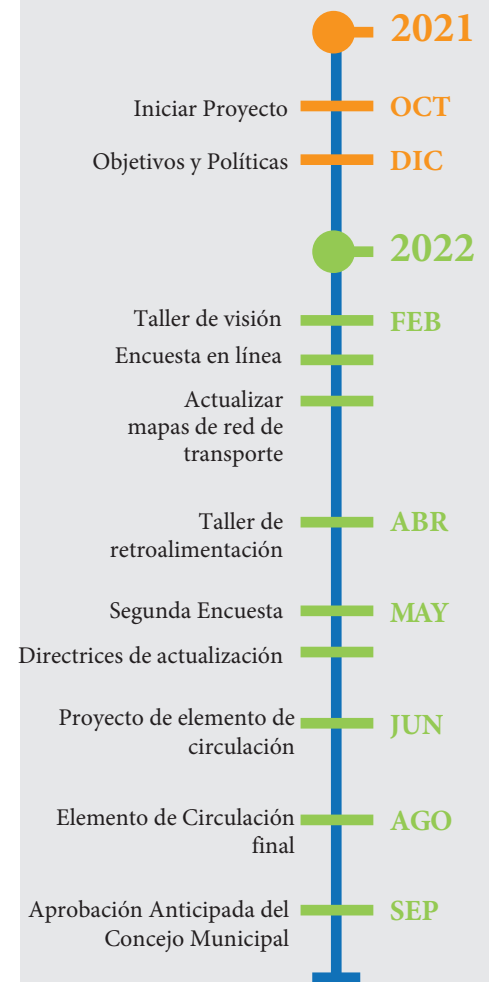 2021
Iniciar Proyecto OCT
Objetivos y Políticas DIC
2022
Taller de visión FEB
Encuesta en línea
Actualizar
mapas de red de
transporte
Taller de ABR
retroalimentación
Segunda Encuesta MAY
Directrices de actualización
Proyecto de elemento de JUN
circulación
Elemento de Circulación AGO
final
Aprobación Anticipada del SEP
Concejo Municipal